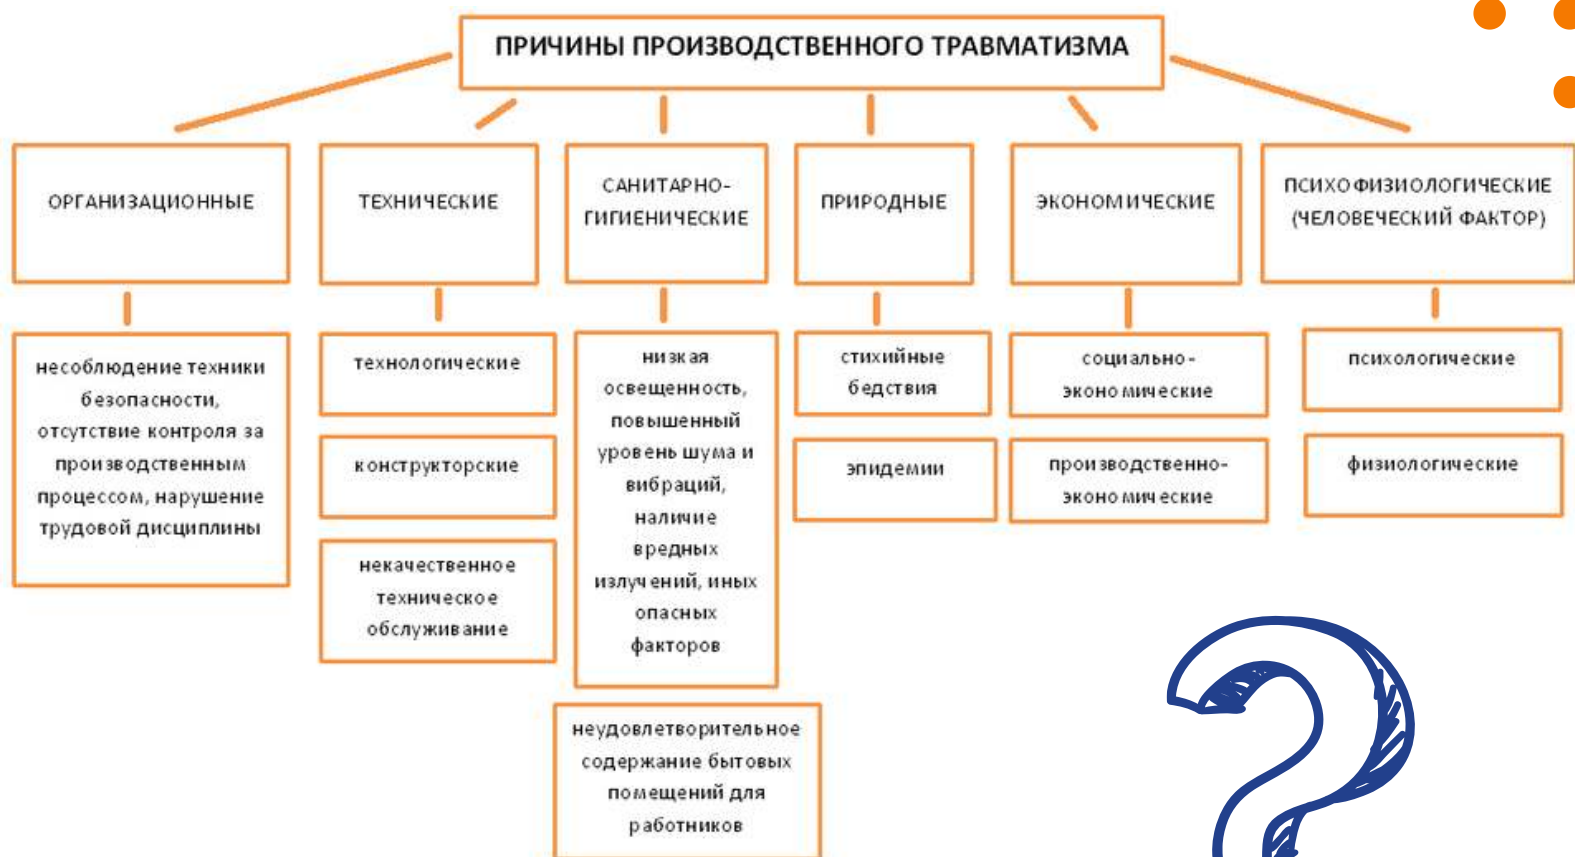 ПРИЧИНЫ ПРОИЗВОДСТВЕННОГО ТРАВМАТИЗМА
ОРГАНИЗАЦИОННЫЕ
ТЕХНИЧЕСКИЕ
САНИТАРНО-
ГИГИЕНИЧЕСКИЕ
ПРИРОДНЫЕ
ЭКОНОМИЧЕСКИЕ
ПСИХОФИЗИОЛОГИЧЕСКИЕ
(ЧЕЛОВЕЧЕСКИЙ ФАКТОР)
несоблюдение техники
безопасности,
отсутствие контроля за
производственным
процессом, нарушение
трудовой дисциплины
технологические
конструкторские
некачественное
техническое
обслуживание
низкая
освещенность,
повышенный
уровень шума и
вибраций,
наличие
вредных
излучений, иных
опасных
факторов
неудовлетворительное
содержание бытовых
помещений для
работников
стихийные
бедствия
эпидемии
социально-
экономические
производственно-
экономические
психологические
физиологические
?